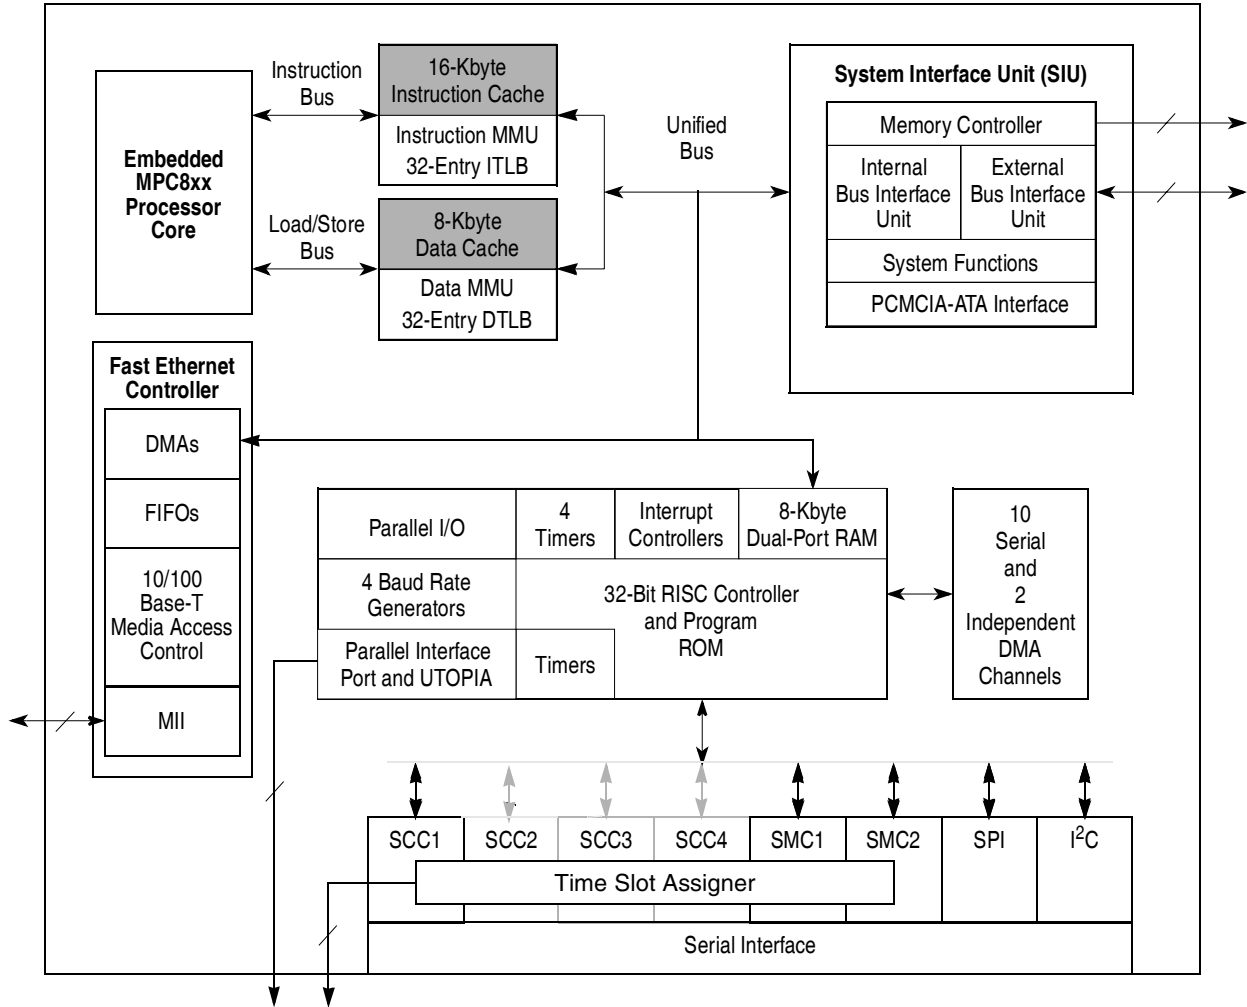 Embedded
MPC8xx
Processor
Core
Instruction
Bus
Load/Store
Bus
16-Kbyte
Instruction Cache
Instruction MMU
32-Entry ITLB
8-Kbyte
Data Cache
Data MMU
32-Entry DTLB
Unified
Bus
System Interface Unit (SIU)
Memory Controller
Internal
Bus Interface
Unit
External
Bus Interface
Unit
System Functions
PCMCIA-ATA Interface
Fast Ethernet
Controller
DMAs
FIFOs
10/100
Base-T
Media Access
Control
MII
Parallel I/O
4
Timers
Interrupt
Controllers
8-Kbyte
Dual-Port RAM
4 Baud Rate
Generators
32-Bit RISC Controller
and Program
ROM
Parallel Interface
Port and UTOPIA
Timers
10
Serial
and
2
Independent
DMA
Channels
SCC1
SCC2
SCC3
SCC4
SMC1
SMC2
SPI
I²C
Time Slot Assigner
Serial Interface